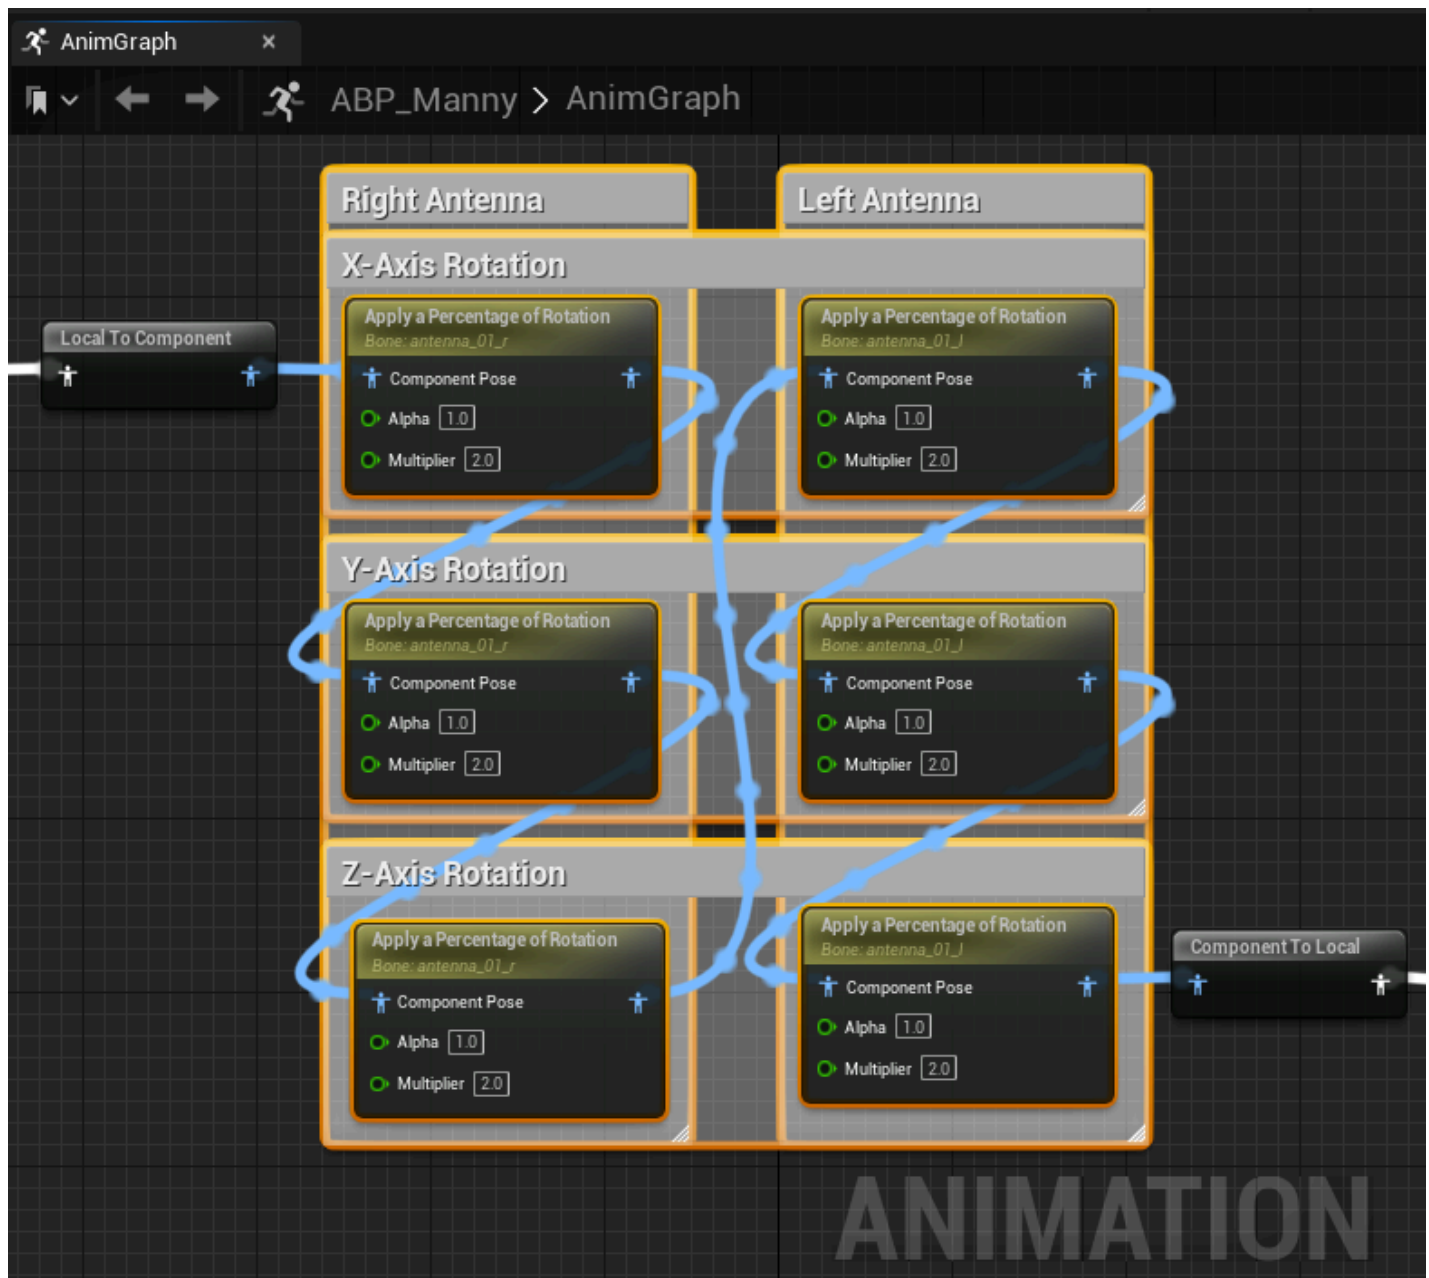 AnimGraph
ABP_Manny > AnimGraph
Right Antenna
Left Antenna
X-Axis Rotation
Local To Component
Apply a Percentage of Rotation
Bone: antenna_01_r
Component Pose
Alpha 1.0
Multiplier 2.0
Apply a Percentage of Rotation
Bone: antenna_01_l
Component Pose
Alpha 1.0
Multiplier 2.0
Y-Axis Rotation
Apply a Percentage of Rotation
Bone: antenna_01_r
Component Pose
Alpha 1.0
Multiplier 2.0
Apply a Percentage of Rotation
Bone: antenna_01_l
Component Pose
Alpha 1.0
Multiplier 2.0
Z-Axis Rotation
Apply a Percentage of Rotation
Bone: antenna_01_r
Component Pose
Alpha 1.0
Multiplier 2.0
Apply a Percentage of Rotation
Bone: antenna_01_l
Component Pose
Alpha 1.0
Multiplier 2.0
Component To Local
ANIMATION